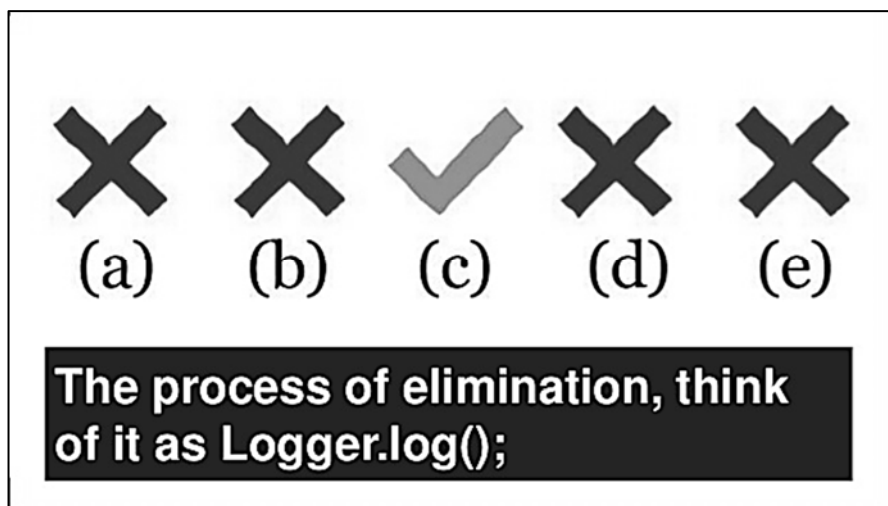 (a) (b) (c) (d) (e)
The process of elimination, think
of it as Logger.log();